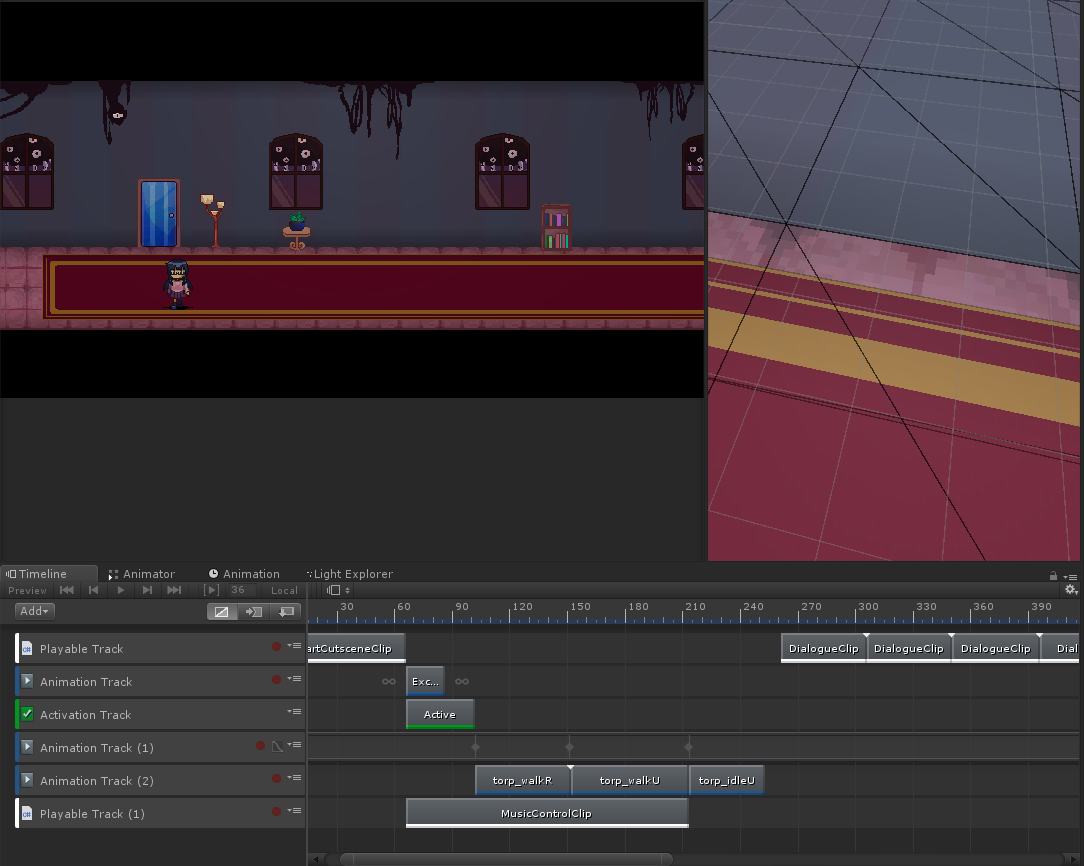 Timeline Animator Animation Light Explorer
Preview 36 Local
Add
30 60 90 120 150 180 210 240 270 300 330 360 390
Playable Track artCutsceneClip DialogueClip DialogueClip DialogueClip Dial
Animation Track Exc...
Activation Track Active
Animation Track (1)
Animation Track (2) torp_walkR torp_walkU torp_idleU
Playable Track (1) MusicControlClip